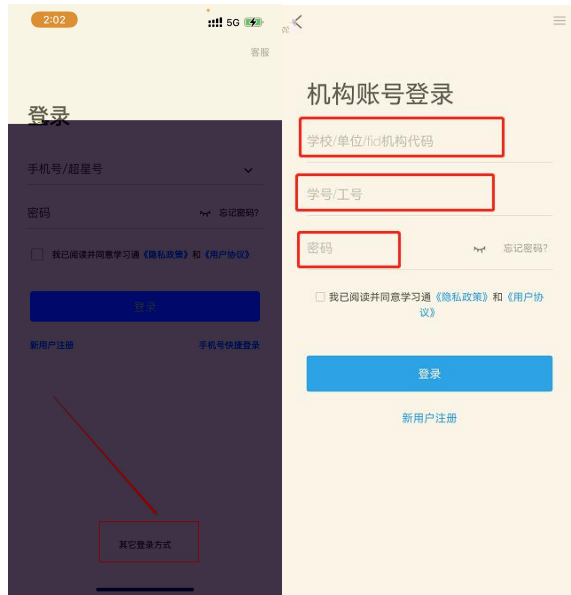 2:02
5G
客服
登录
手机号/超星号
密码
忘记密码?
我已阅读并同意学习通《隐私政策》和《用户协议》
登录
新用户注册
手机号快捷登录
其它登录方式
机构账号登录
学校/单位/fid机构代码
学号/工号
密码
忘记密码?
我已阅读并同意学习通《隐私政策》和《用户协
议》
登录
新用户注册